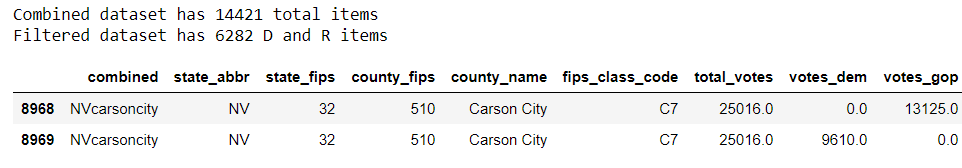 Combined dataset has 14421 total items
Filtered dataset has 6282 D and R items
combined state_abbr state_fips county_fips county_name fips_class_code total_votes votes_dem votes_gop
8968 NVcarsoncity NV 32 510 Carson City C7 25016.0 0.0 13125.0
8969 NVcarsoncity NV 32 510 Carson City C7 25016.0 9610.0 0.0